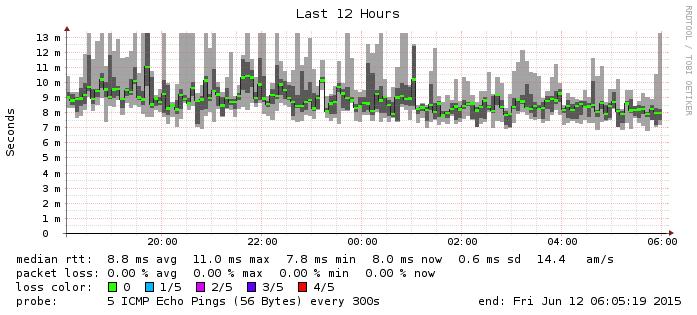 Last 12 Hours
RRDTOOL / TOBI OETIKER
Seconds
13 m
12 m
11 m
10 m
9 m
8 m
7 m
6 m
5 m
4 m
3 m
2 m
1 m
0
20:00 22:00 00:00 02:00 04:00 06:00
median rtt: 8.8 ms avg 11.0 ms max 7.8 ms min 8.0 ms now 0.6 ms sd 14.4 am/s
packet loss: 0.00 % avg 0.00 % max 0.00 % min 0.00 % now
loss color: 0 1/5 2/5 3/5 4/5
probe: 5 ICMP Echo Pings (56 Bytes) every 300s end: Fri Jun 12 06:05:19 2015